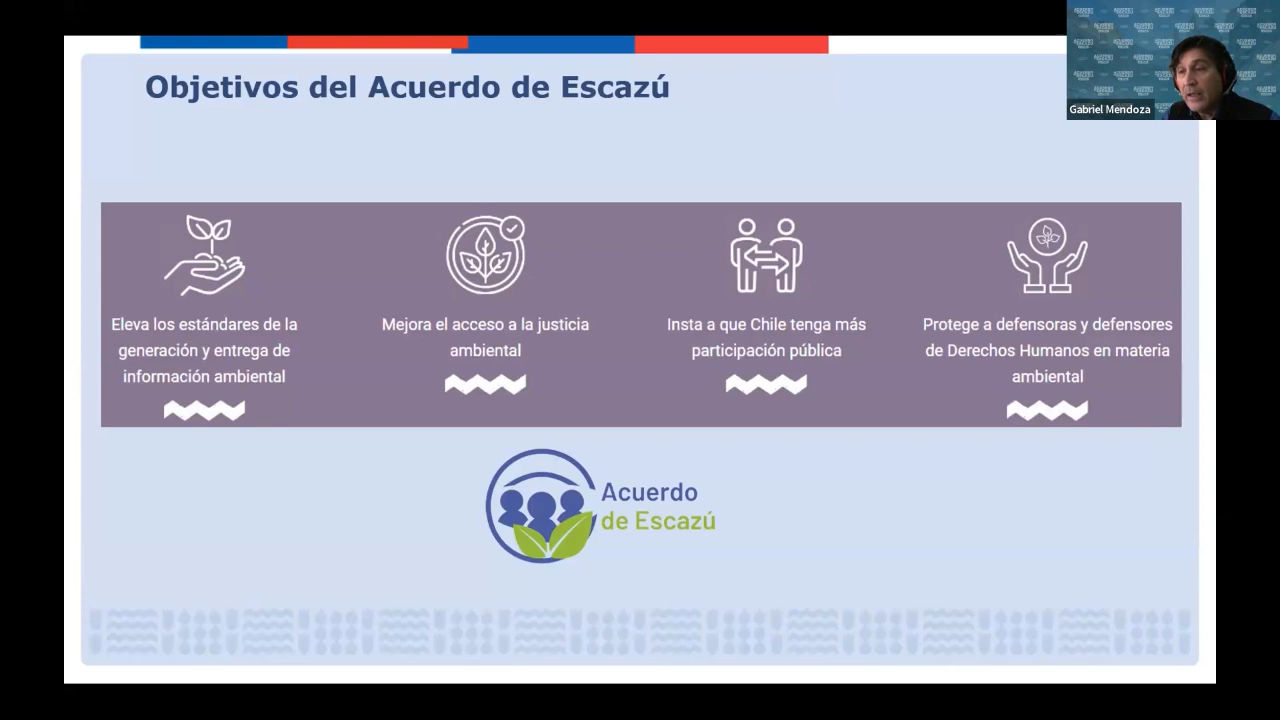 Objetivos del Acuerdo de Escazú
Gabriel Mendoza
Eleva los estándares de la
generación y entrega de
información ambiental
Mejora el acceso a la justicia
ambiental
Insta a que Chile tenga más
participación pública
Protege a defensoras y defensores
de Derechos Humanos en materia
ambiental
Acuerdo
de Escazú